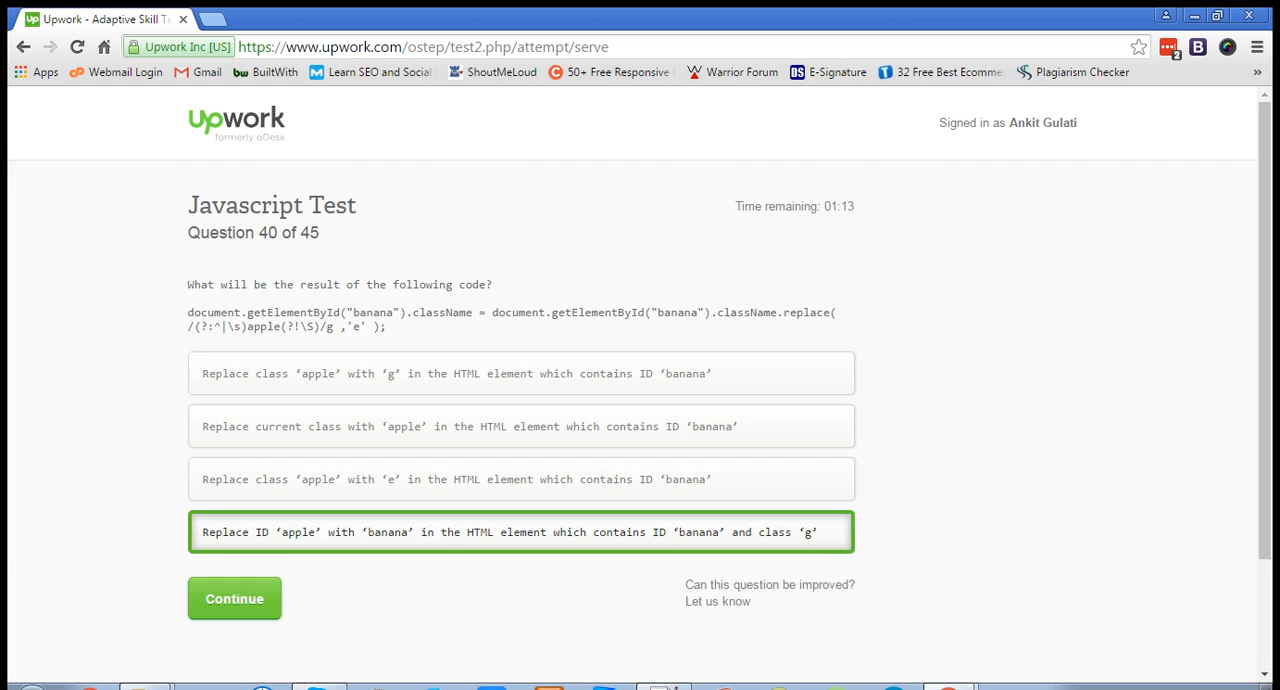 Upwork - Adaptive Skill Te
Upwork Inc [US] https://www.upwork.com/ostep/test2.php/attempt/serve
2
B
Apps Webmail Login Gmail BuiltWith Learn SEO and Social ShoutMeLoud 50+ Free Responsive Warrior Forum E-Signature 32 Free Best Ecomme Plagiarism Checker »
upwork
formerly oDesk
Signed in as Ankit Gulati
Javascript Test
Time remaining: 01:13
Question 40 of 45
What will be the result of the following code?
document.getElementById("banana").className = document.getElementById("banana").className.replace(
/(?:^|\s)apple(?!\S)/g ,'e' );
Replace class ‘apple’ with ‘g’ in the HTML element which contains ID ‘banana’
Replace current class with ‘apple’ in the HTML element which contains ID ‘banana’
Replace class ‘apple’ with ‘e’ in the HTML element which contains ID ‘banana’
Replace ID ‘apple’ with ‘banana’ in the HTML element which contains ID ‘banana’ and class ‘g’
Continue
Can this question be improved?
Let us know